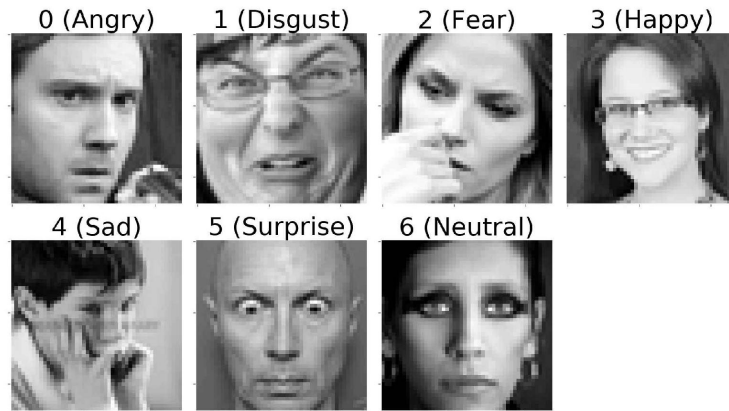 0 (Angry)
1 (Disgust)
2 (Fear)
3 (Happy)
4 (Sad)
5 (Surprise)
6 (Neutral)